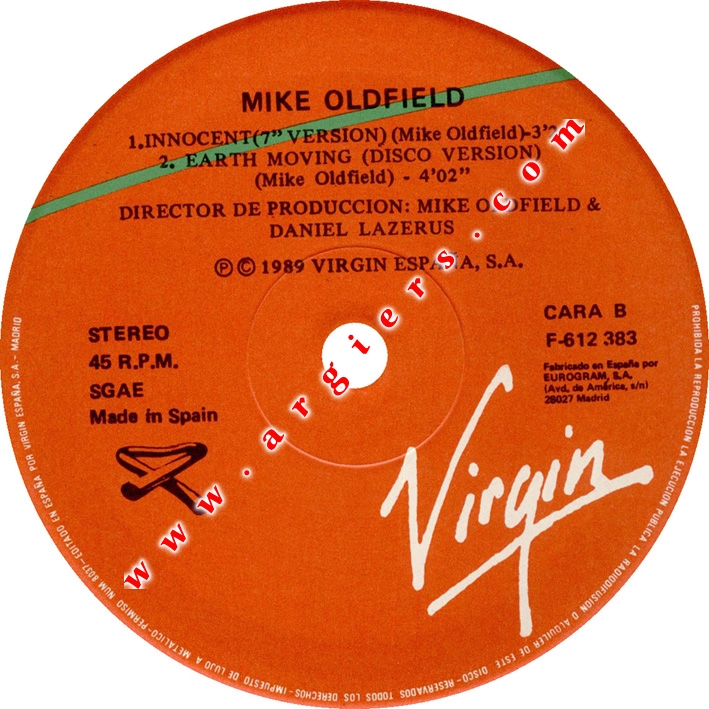 MIKE OLDFIELD
1.INNOCENT(7" VERSION) (Mike Oldfield)-3'2
2. EARTH MOVING (DISCO VERSION)
(Mike Oldfield) - 4'02"
DIRECTOR DE PRODUCCION: MIKE OLDFIELD &
DANIEL LAZERUS
Ⓟ © 1989 VIRGIN ESPAÑA, S.A.
STEREO
45 R.P.M.
SGAE
Made in Spain
CARA B
F-612 383
Fabricado en España por
EUROGRAM, S.A.
(Avd. de América, s/n)
28027 Madrid
Virgin
www.argiers.com
PROHIBIDA LA REPRODUCCION LA EJECUCION PUBLICA LA RADIODIFUSION O ALQUILER DE ESTE DISCO-RESERVADOS TODOS LOS DERECHOS-IMPUESTO DE LUJO A METALICO-PERMISO NUM 8037-EDITADO EN ESPAÑA POR VIRGIN ESPAÑA, S.A.- MADRID